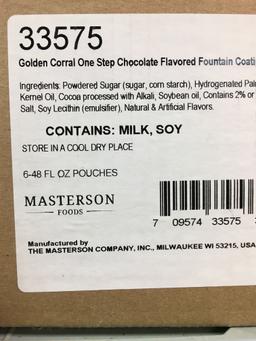 33575
Golden Corral One Step Chocolate Flavored Fountain Coati
Ingredients: Powdered Sugar (sugar, corn starch), Hydrogenated Pal
Kernel Oil, Cocoa processed with Alkali, Soybean oil, Contains 2% or
Salt, Soy Lecithin (emulsifier), Natural & Artificial Flavors.
CONTAINS: MILK, SOY
STORE IN A COOL DRY PLACE
6-48 FL OZ POUCHES
MASTERSON
FOODS
7 09574 33575
Manufactured by
THE MASTERSON COMPANY, INC., MILWAUKEE WI 53215, USA